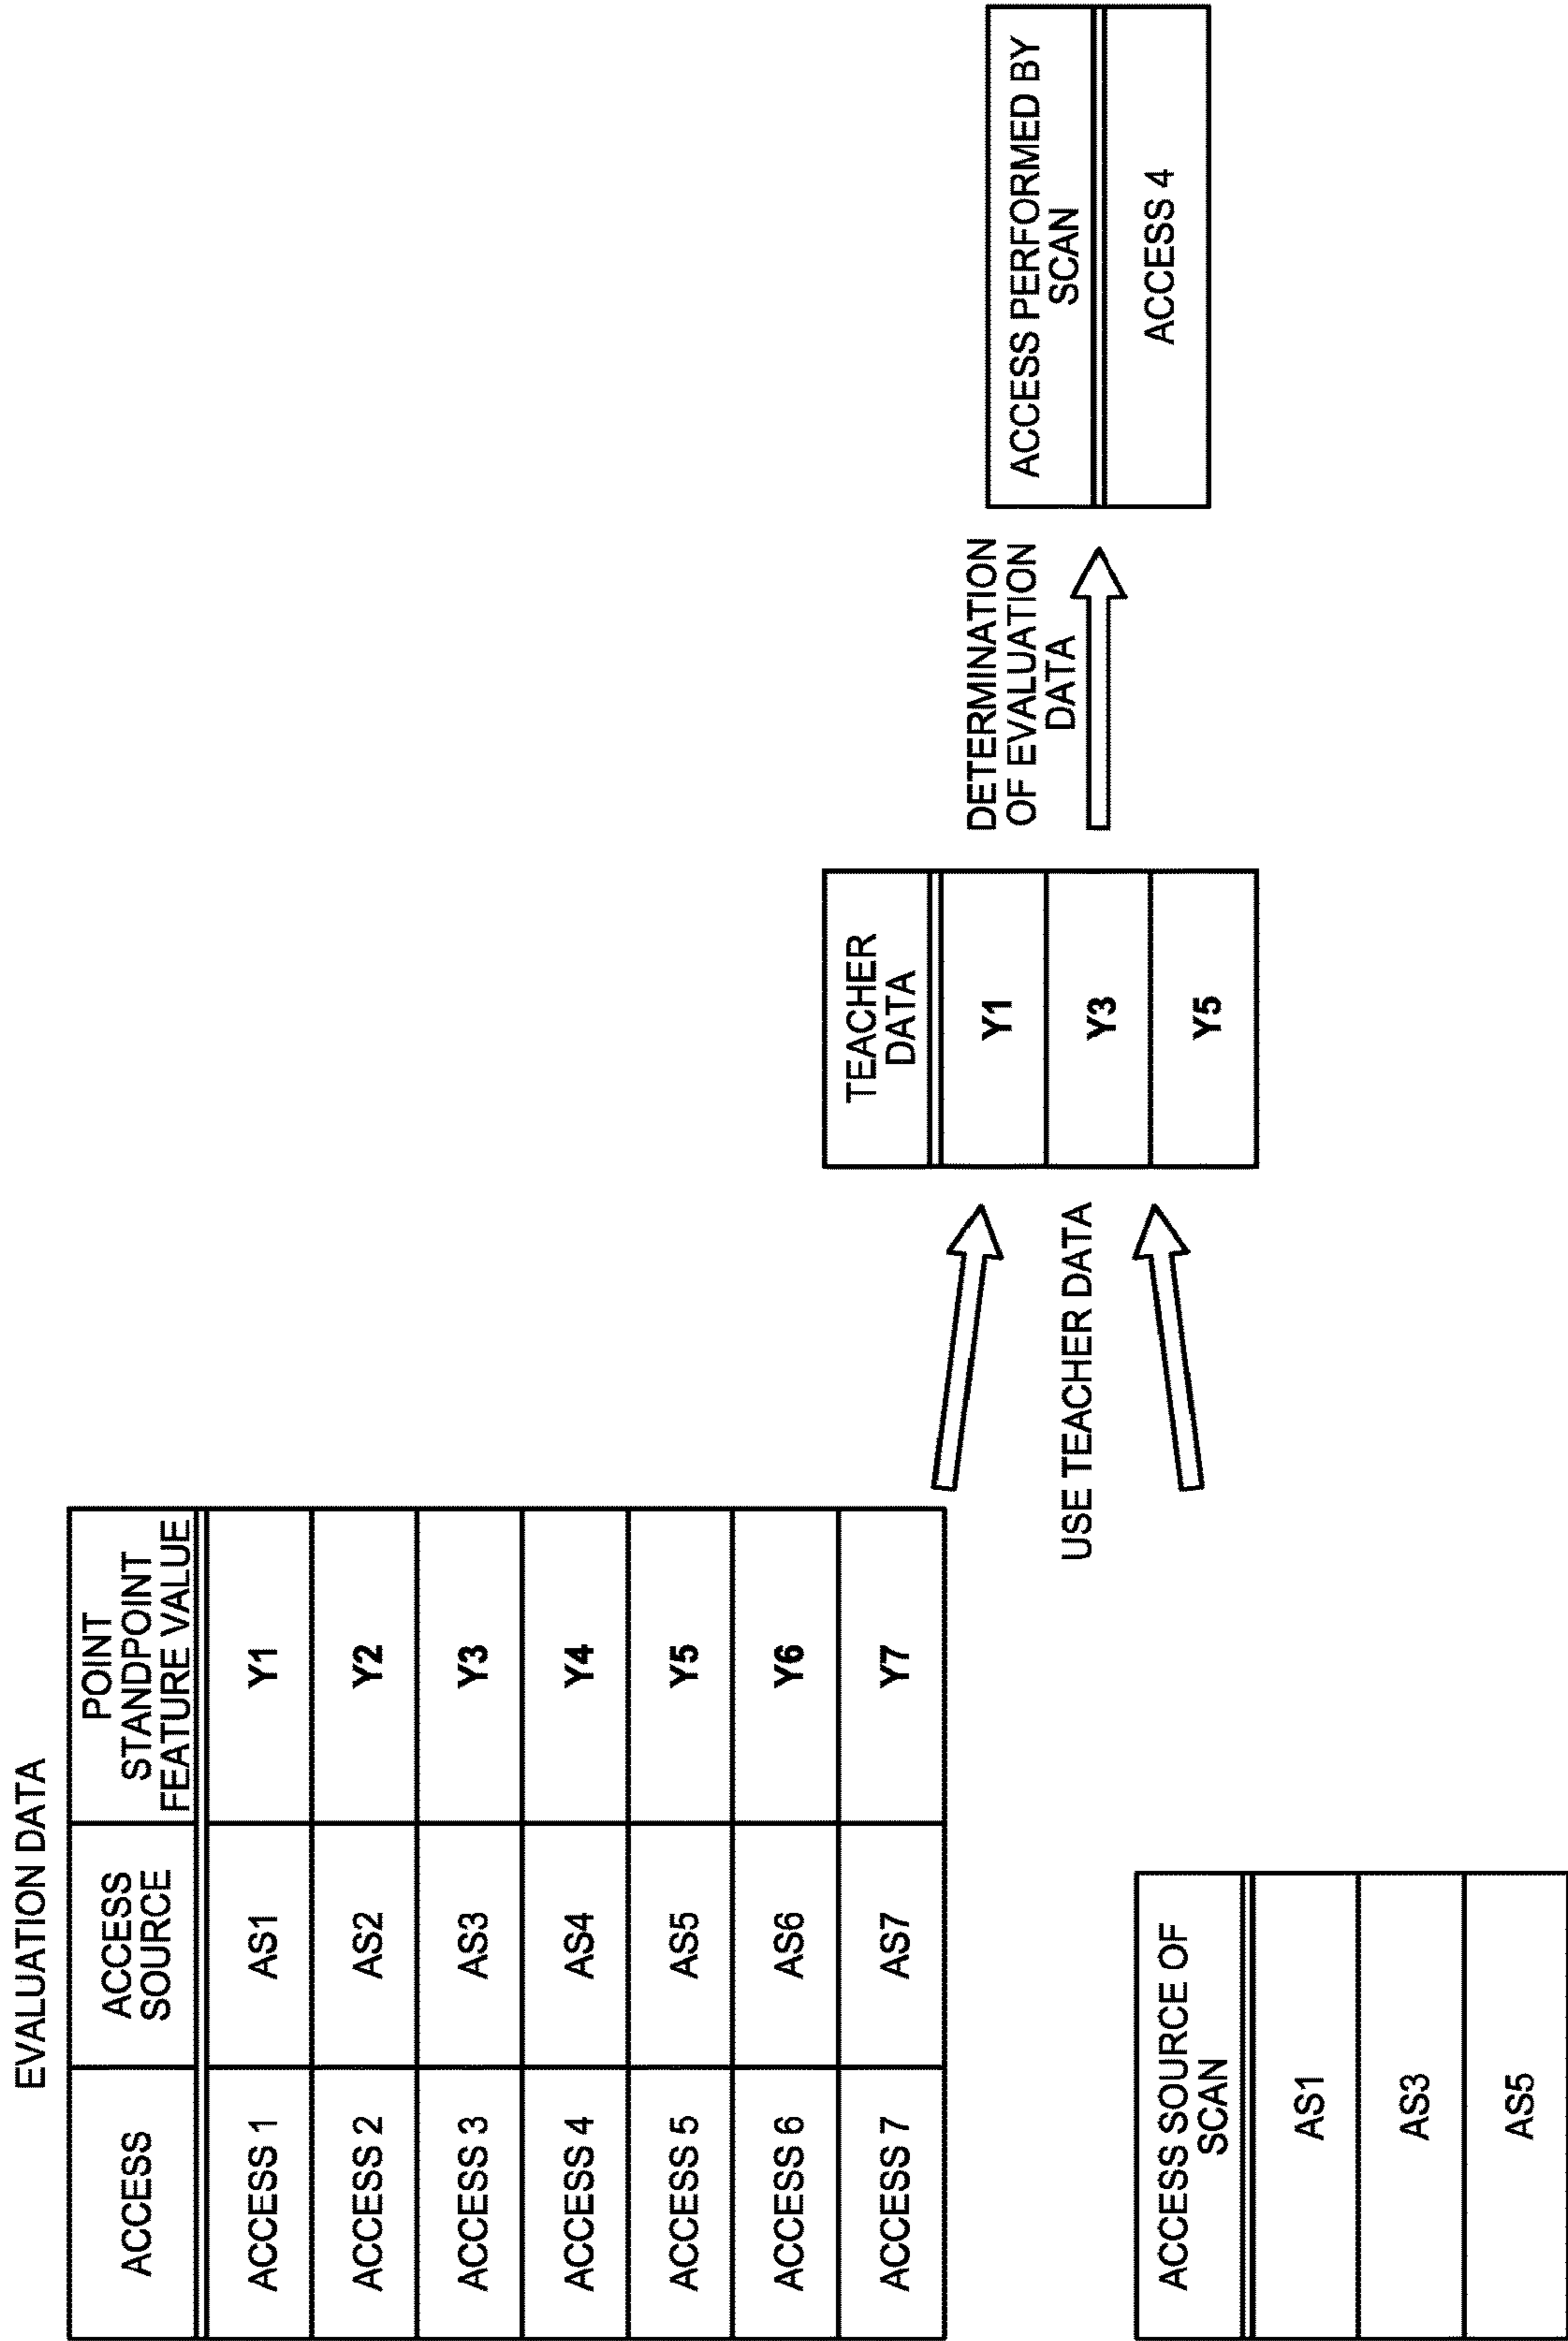 EVALUATION DATA
ACCESS
ACCESS
SOURCE
POINT
STANDPOINT
FEATURE VALUE
ACCESS 1
AS1
Y1
ACCESS 2
AS2
Y2
ACCESS 3
AS3
Y3
ACCESS 4
AS4
Y4
ACCESS 5
AS5
Y5
ACCESS 6
AS6
Y6
ACCESS 7
AS7
Y7
ACCESS SOURCE OF
SCAN
AS1
AS3
AS5
USE TEACHER DATA
TEACHER
DATA
Y1
Y3
Y5
DETERMINATION
OF EVALUATION
DATA
ACCESS PERFORMED BY
SCAN
ACCESS 4